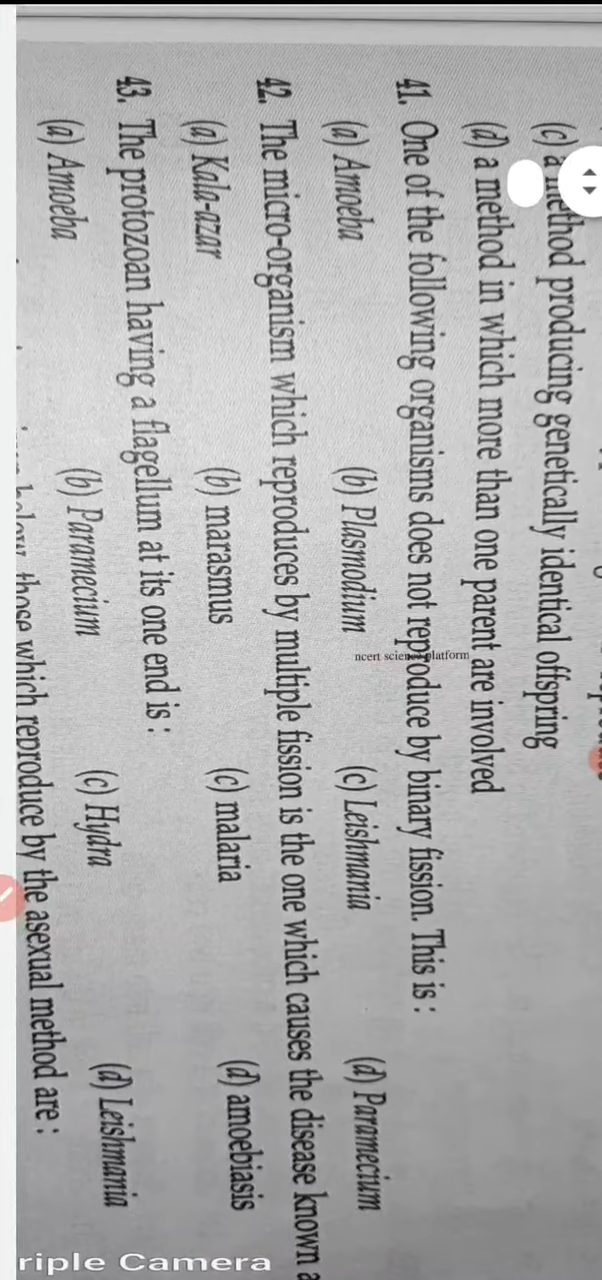 (c) a method producing genetically identical offspring
(d) a method in which more than one parent are involved
41. One of the following organisms does not reproduce by binary fission. This is :
(a) Amoeba (b) Plasmodium (c) Leishmania (d) Paramecium
ncert science platform
42. The micro-organism which reproduces by multiple fission is the one which causes the disease known a
(a) Kala-azar (b) marasmus (c) malaria (d) amoebiasis
43. The protozoan having a flagellum at its one end is :
(a) Amoeba (b) Paramecium (c) Hydra (d) Leishmania
below, those which reproduce by the asexual method are :
riple Camera